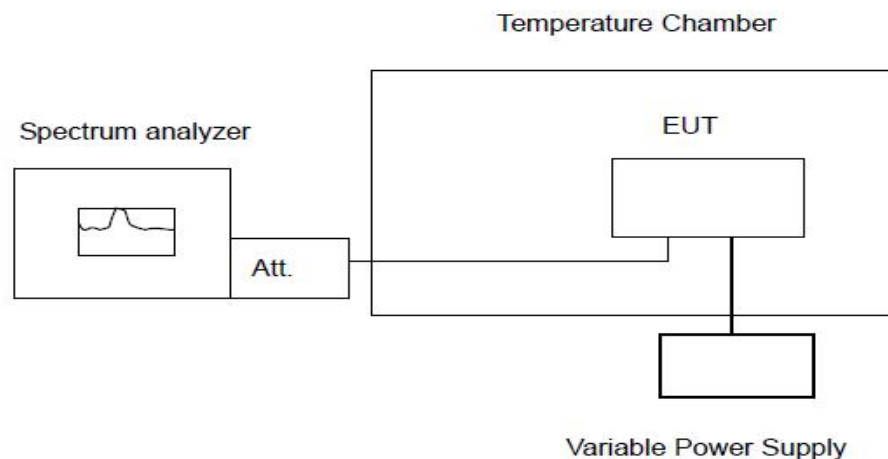 Temperature Chamber
Spectrum analyzer
EUT
Att.
Variable Power Supply